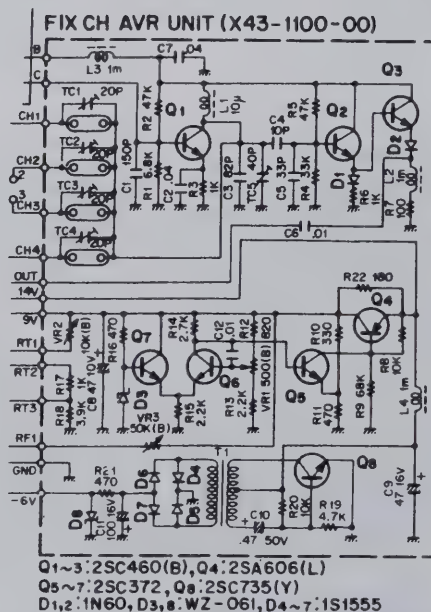 FIX CH AVR UNIT (X43-1100-00)
B
C7 .04
L3 1m
C
TC1
20P
Q1
R2 47K
L1
10μ
C4
10P
R5 47K
Q2
Q3
CH1
TC2
20P
CH2
2
TC3
20P
3
CH3
TC4
20P
CH4
C1 150P
R1 6.8K
C2 .04
R3 1K
C3 82P
TC5 40P
C5 33P
R4 33K
D1
R6 1K
D2
L2 1m
R7 100
C6 .01
OUT
14V
9V
R22 180
Q4
VR2
10K(B)
R16 470
Q7
R14 2.7K
C12 .01
R12 820
R10 330
R8 10K
RT1
RT2
R17 1K
R18 3.9K
C8 47 10V
D3
Q6
VR1 500(B)
Q5
R9 68K
L4 1m
RT3
VR3
50K(B)
R15 2.2K
R13 2.2K
R11 470
RF1
T1
GND
R21
470
D6
D4
Q8
-6V
D8
C11 100 16V
D7
D5
C10
.47 50V
R20 10K
R19
4.7K
C9
47 16V
Q1~3:2SC460(B), Q4:2SA606(L)
Q5~7:2SC372, Q8:2SC735(Y)
D1,2:1N60, D3,8:WZ-061, D4~7:1S1555